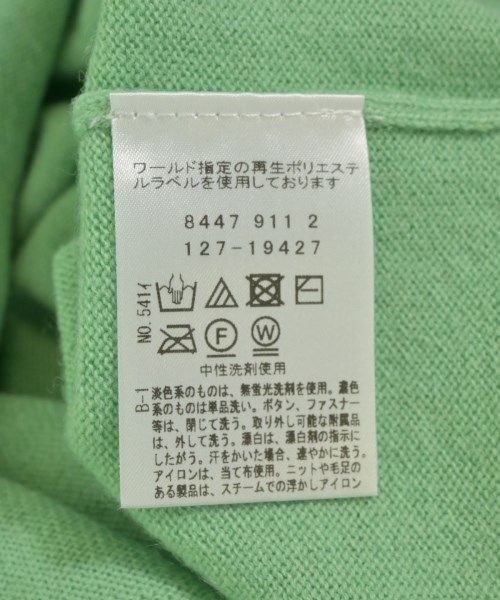 ワールド指定の再生ポリエステ
ルラベルを使用しております
8447 911 2
127-19427
NO.541イ
F
W
中性洗剤使用
B-1
淡色系のものは、無蛍光洗剤を使用。濃色
系のものは単品洗い。ボタン、ファスナー
等は、閉じて洗う。取り外し可能な附属品
は、外して洗う。漂白は、漂白剤の指示に
したがう。汗をかいた場合、速やかに洗う。
アイロンは、当て布使用。ニットや毛足の
ある製品は、スチームでの浮かしアイロン